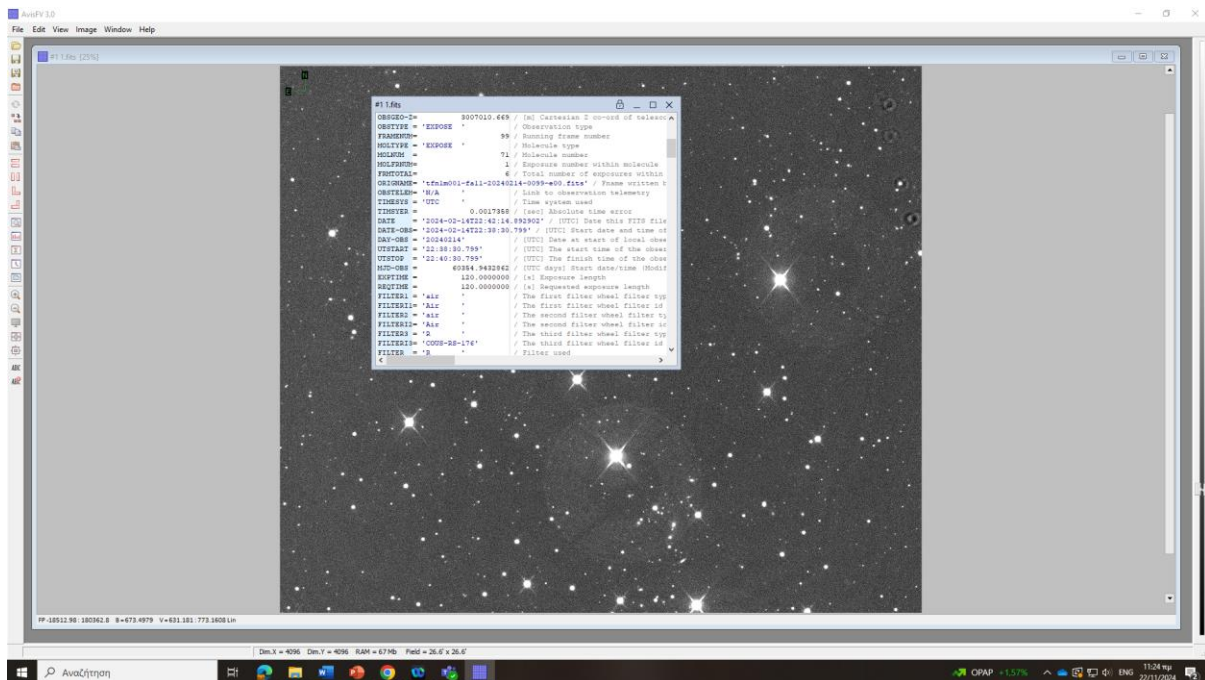 AvisFV 3.0
File Edit View Image Window Help
#1 1.fits [25%]
N
#1 1.fits
OBSGEO-Z= 3007010.669 / [m] Cartesian Z co-ord of telesco
OBSTYPE = 'EXPOSE ' / Observation type
FRAMENUM= 99 / Running frame number
MOLTYPE = 'EXPOSE ' / Molecule type
MOLNUM = 71 / Molecule number
MOLFRNUM= 1 / Exposure number within molecule
FRMTOTAL= 6 / Total number of exposures within
ORIGNAME= 'tfn1m001-fa11-20240214-0099-e00.fits' / Fname written b
OBSTELEM= 'N/A ' / Link to observation telemetry
TIMESYS = 'UTC ' / Time system used
TIMSYER = 0.0017358 / [sec] Absolute time error
DATE = '2024-02-14T22:42:14.892902' / [UTC] Date this FITS file
DATE-OBS= '2024-02-14T22:38:30.799' / [UTC] Start date and time of
DAY-OBS = '20240214' / [UTC] Date at start of local obse
UTSTART = '22:38:30.799' / [UTC] The start time of the obser
UTSTOP = '22:40:30.799' / [UTC] The finish time of the obse
MJD-OBS = 60354.9432862 / [UTC days] Start date/time (Modif
EXPTIME = 120.0000000 / [s] Exposure length
REQTIME = 120.0000000 / [s] Requested exposure length
FILTER1 = 'air ' / The first filter wheel filter typ
FILTERI1= 'Air ' / The first filter wheel filter id
FILTER2 = 'air ' / The second filter wheel filter ty
FILTERI2= 'Air ' / The second filter wheel filter id
FILTER3 = 'R ' / The third filter wheel filter typ
FILTERI3= 'COUS-RS-176' / The third filter wheel filter id
FILTER = 'R ' / Filter used
PP -18512.98 : 180362.8 B=673.4979 V=631.181 : 773.1608 Lin
Dim.X = 4096 Dim.Y = 4096 RAM = 67Mb Field = 26.6' x 26.6'
Αναζήτηση
OPAP +1,57%
ENG
11:24 πμ
22/11/2024